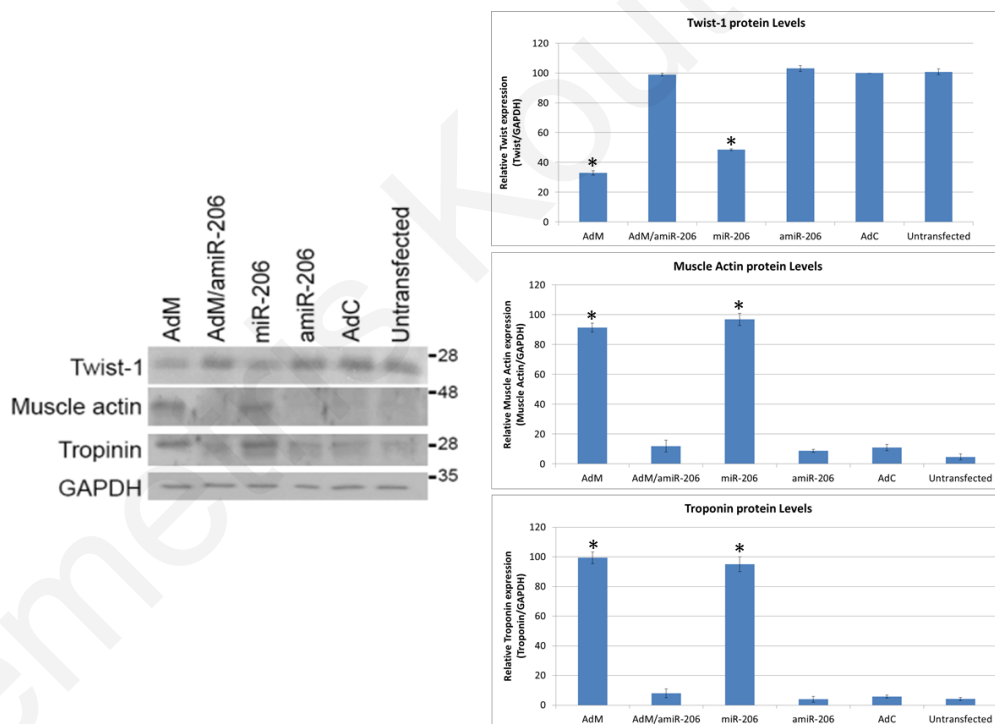 AdM
AdM/amiR-206
miR-206
amiR-206
AdC
Untransfected
Twist-1
28
Muscle actin
48
Tropinin
28
GAPDH
35
Twist-1 protein Levels
Relative Twist expression
(Twist/GAPDH)
120
100
80
60
40
20
0
*
*
AdM AdM/amiR-206 miR-206 amiR-206 AdC Untransfected
Muscle Actin protein Levels
Relative Muscle Actin expression
(Muscle Actin/GAPDH)
120
100
80
60
40
20
0
*
*
AdM AdM/amiR-206 miR-206 amiR-206 AdC Untransfected
Troponin protein Levels
Relative Troponin expression
(Troponin/GAPDH)
120
100
80
60
40
20
0
*
*
AdM AdM/amiR-206 miR-206 amiR-206 AdC Untransfected